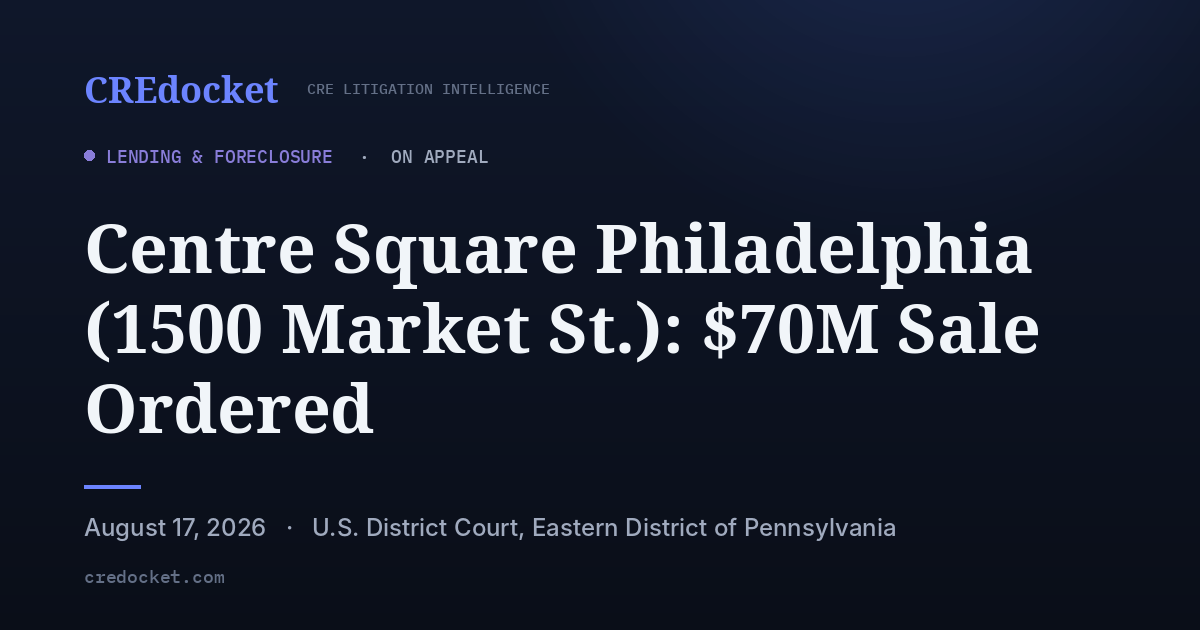 CREdocket CRE LITIGATION INTELLIGENCE
LENDING & FORECLOSURE · ON APPEAL
Centre Square Philadelphia
(1500 Market St.): $70M Sale
Ordered
August 17, 2026 · U.S. District Court, Eastern District of Pennsylvania
credocket.com